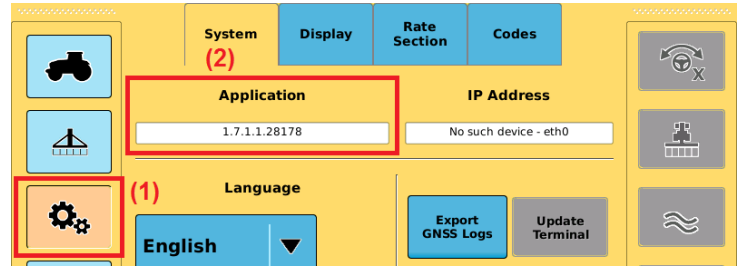 System
Display
Rate
Section
Codes
(2)
Application
IP Address
1.7.1.1.28178
No such device - eth0
(1)
Language
English
Export
GNSS Logs
Update
Terminal
X